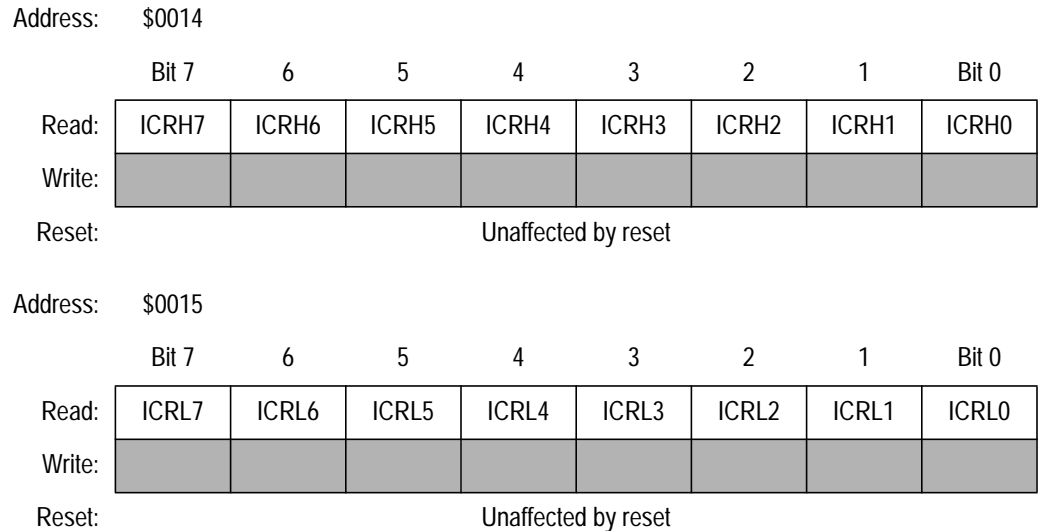 Address: $0014
Bit 7 6 5 4 3 2 1 Bit 0
Read: ICRH7 ICRH6 ICRH5 ICRH4 ICRH3 ICRH2 ICRH1 ICRH0
Write:
Reset: Unaffected by reset
Address: $0015
Bit 7 6 5 4 3 2 1 Bit 0
Read: ICRL7 ICRL6 ICRL5 ICRL4 ICRL3 ICRL2 ICRL1 ICRL0
Write:
Reset: Unaffected by reset